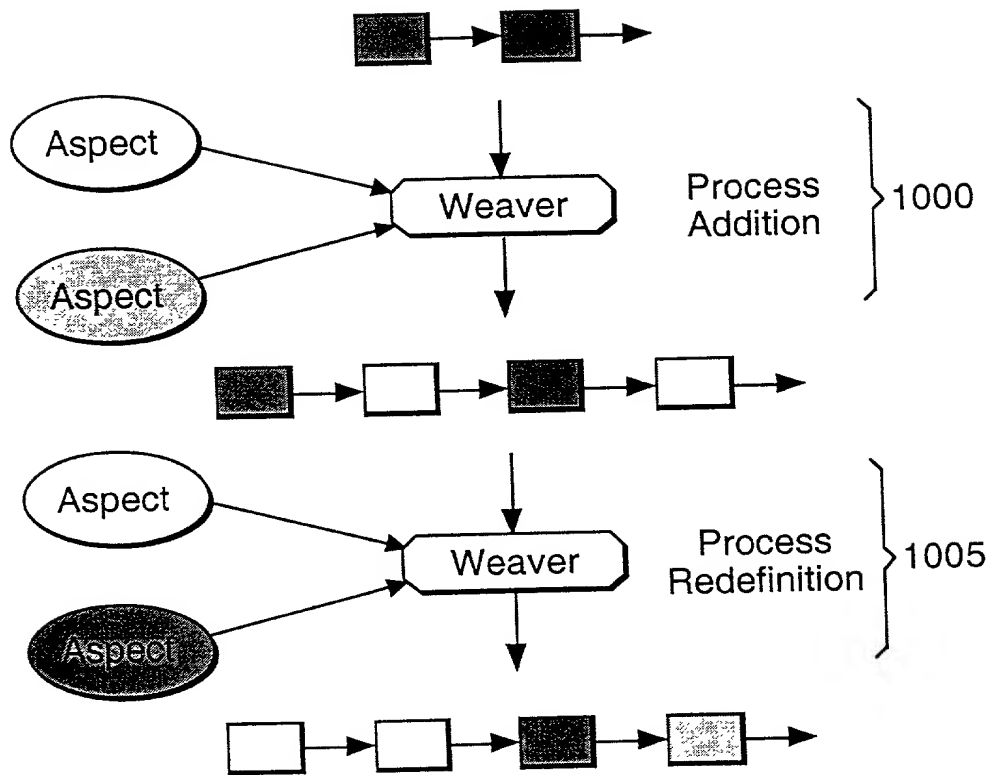 Aspect
Weaver
Process
Addition
1000
Aspect
Aspect
Weaver
Process
Redefinition
1005
Aspect